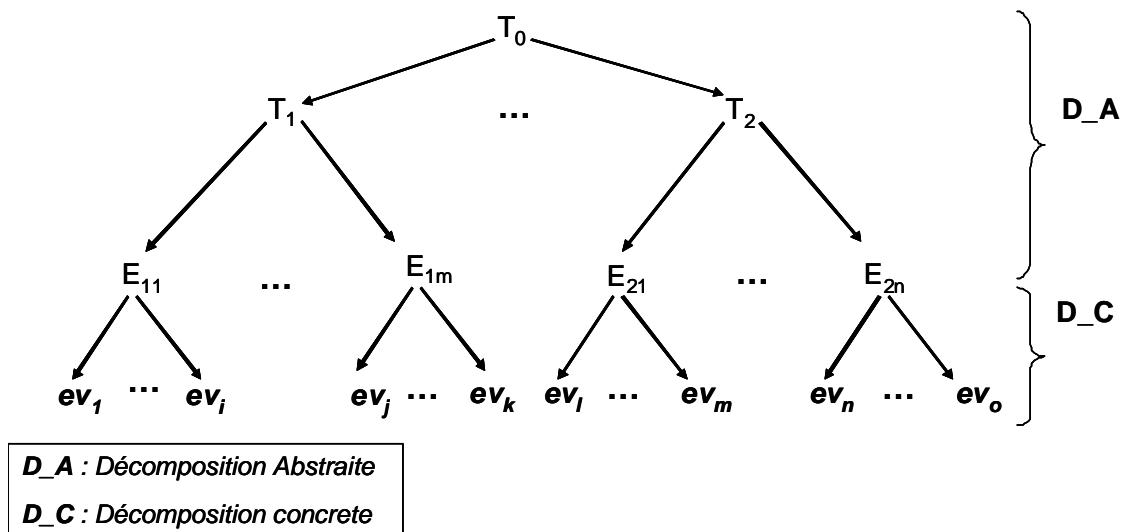 T₀
T₁ ... T₂ D_A
E₁₁ ... E₁ₘ E₂₁ ... E₂ₙ
D_C
ev₁ ... evᵢ evⱼ ... evₖ evₗ ... evₘ evₙ ... evₒ
D_A : Décomposition Abstraite
D_C : Décomposition concrete